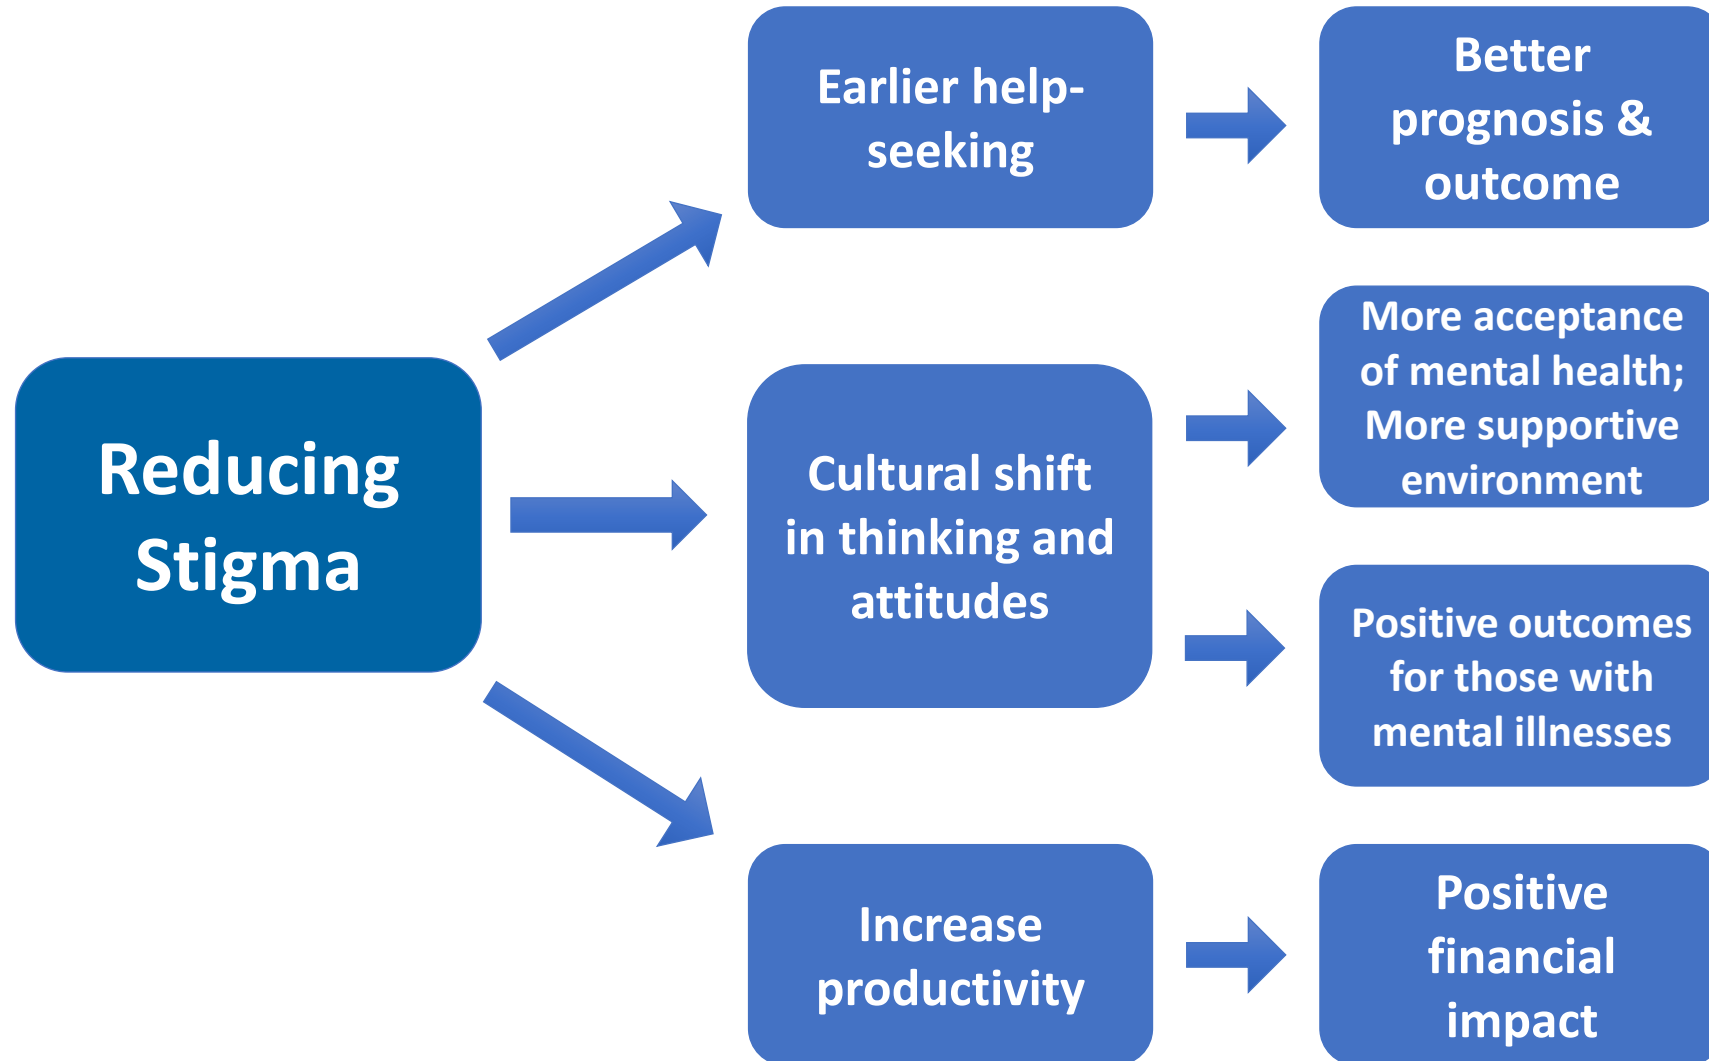 Reducing
Stigma
Earlier help-
seeking
Better
prognosis &
outcome
Cultural shift
in thinking and
attitudes
More acceptance
of mental health;
More supportive
environment
Positive outcomes
for those with
mental illnesses
Increase
productivity
Positive
financial
impact